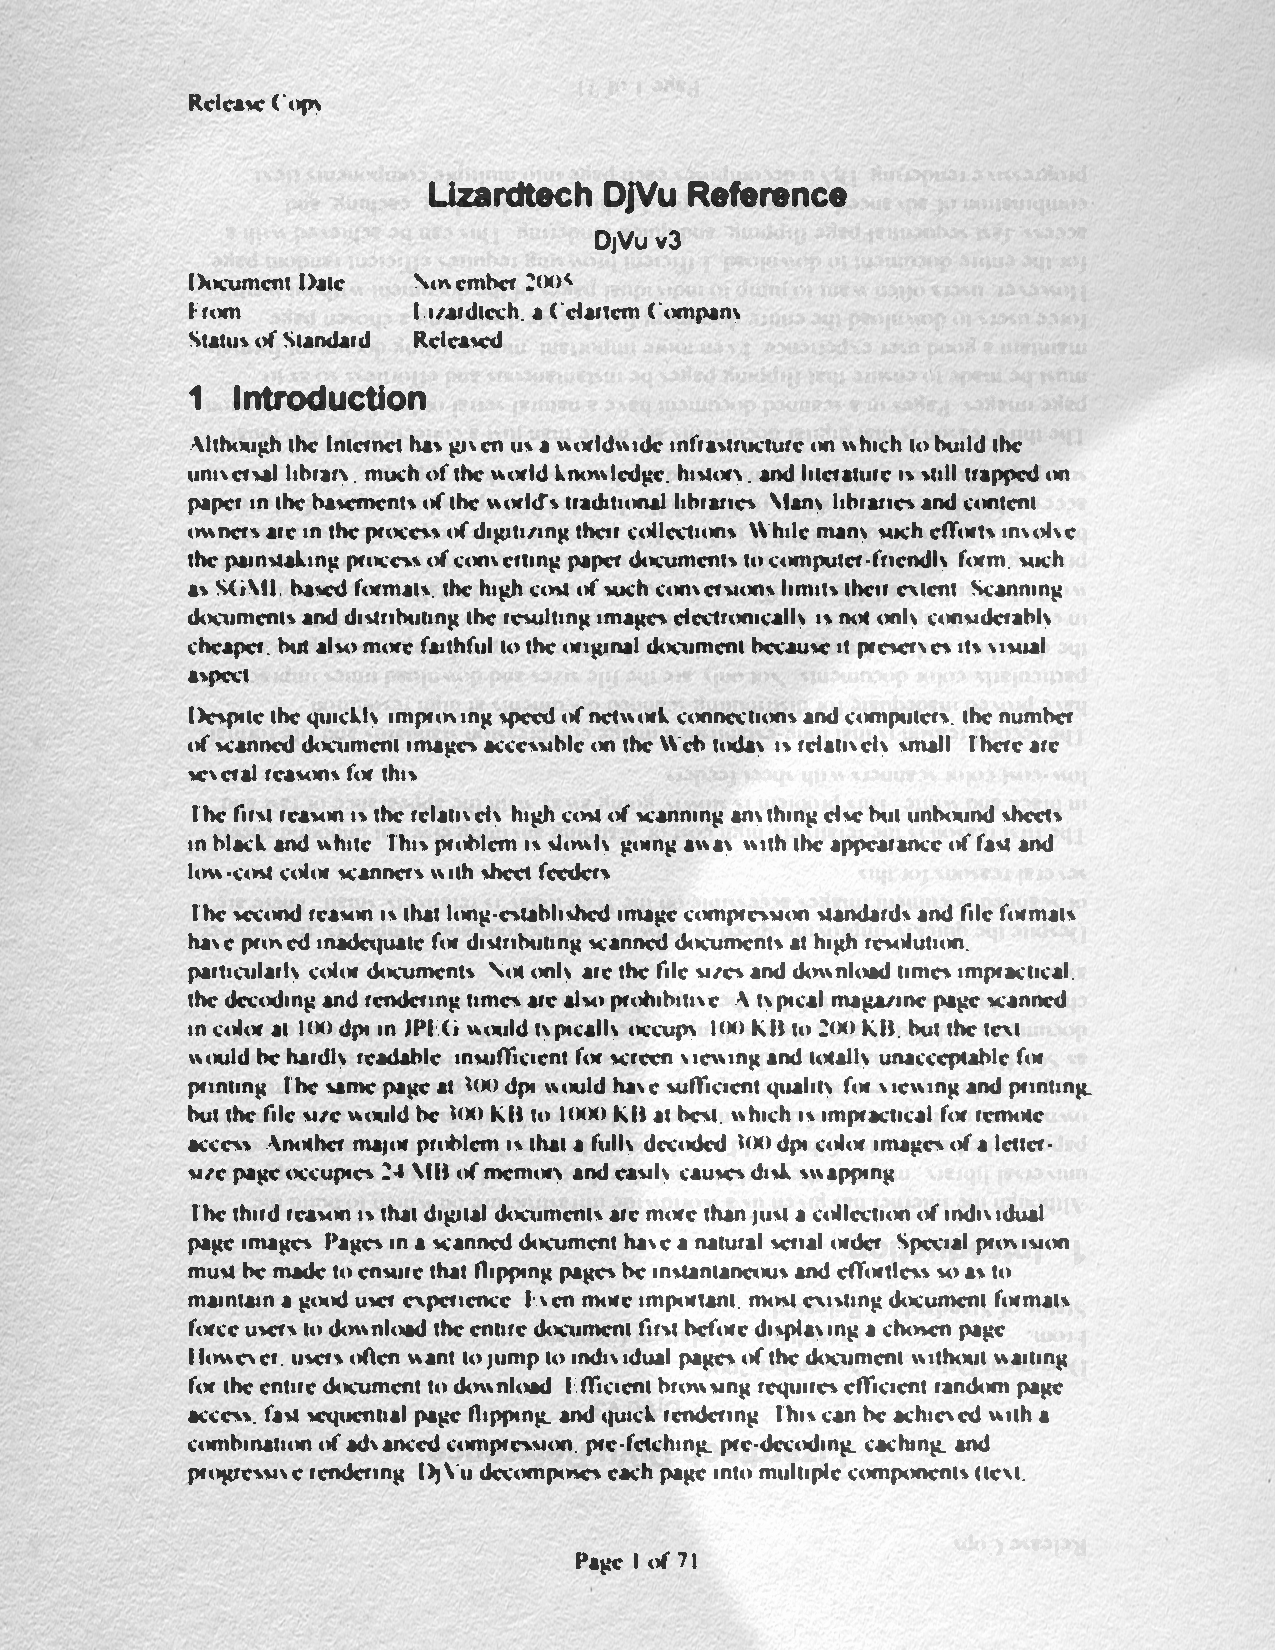 Release Copy
Lizardtech DjVu Reference
DjVu v3
Document Date November 2005
From Lizardtech, a Celartem Company
Status of Standard Released
1 Introduction
Although the Internet has given us a worldwide infrastructure on which to build the
universal library, much of the world knowledge, history, and literature is still trapped on
paper in the basements of the world's traditional libraries. Many libraries and content
owners are in the process of digitizing their collections. While many such efforts involve
the painstaking process of converting paper documents to computer-friendly form, such
as SGML based formats, the high cost of such conversions limits their extent. Scanning
documents and distributing the resulting images electronically is not only considerably
cheaper, but also more faithful to the original document because it preserves its visual
aspect.
Despite the quickly improving speed of network connections and computers, the number
of scanned document images accessible on the Web today is relatively small. There are
several reasons for this.
The first reason is the relatively high cost of scanning anything else but unbound sheets
in black and white. This problem is slowly going away with the appearance of fast and
low-cost color scanners with sheet feeders.
The second reason is that long-established image compression standards and file formats
have proved inadequate for distributing scanned documents at high resolution,
particularly color documents. Not only are the file sizes and download times impractical,
the decoding and rendering times are also prohibitive. A typical magazine page scanned
in color at 100 dpi in JPEG would typically occupy 100 KB to 200 KB, but the text
would be hardly readable: insufficient for screen viewing and totally unacceptable for
printing. The same page at 300 dpi would have sufficient quality for viewing and printing,
but the file size would be 300 KB to 1000 KB at best, which is impractical for remote
access. Another major problem is that a fully decoded 300 dpi color images of a letter-
size page occupies 24 MB of memory and easily causes disk swapping.
The third reason is that digital documents are more than just a collection of individual
page images. Pages in a scanned document have a natural serial order. Special provision
must be made to ensure that flipping pages be instantaneous and effortless so as to
maintain a good user experience. Even more important, most existing document formats
force users to download the entire document first before displaying a chosen page.
However, users often want to jump to individual pages of the document without waiting
for the entire document to download. Efficient browsing requires efficient random page
access, fast sequential page flipping, and quick rendering. This can be achieved with a
combination of advanced compression, pre-fetching, pre-decoding, caching, and
progressive rendering. DjVu decomposes each page into multiple components (text,
Page 1 of 71